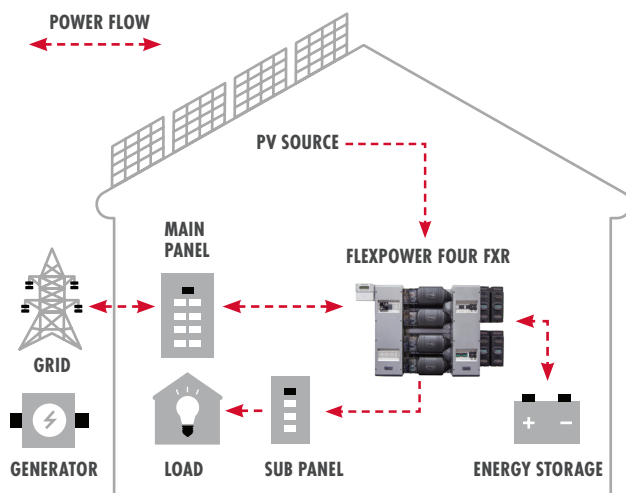 POWER FLOW
PV SOURCE
MAIN
PANEL
FLEXPOWER FOUR FXR
GRID
GENERATOR
LOAD
SUB PANEL
ENERGY STORAGE
+ −